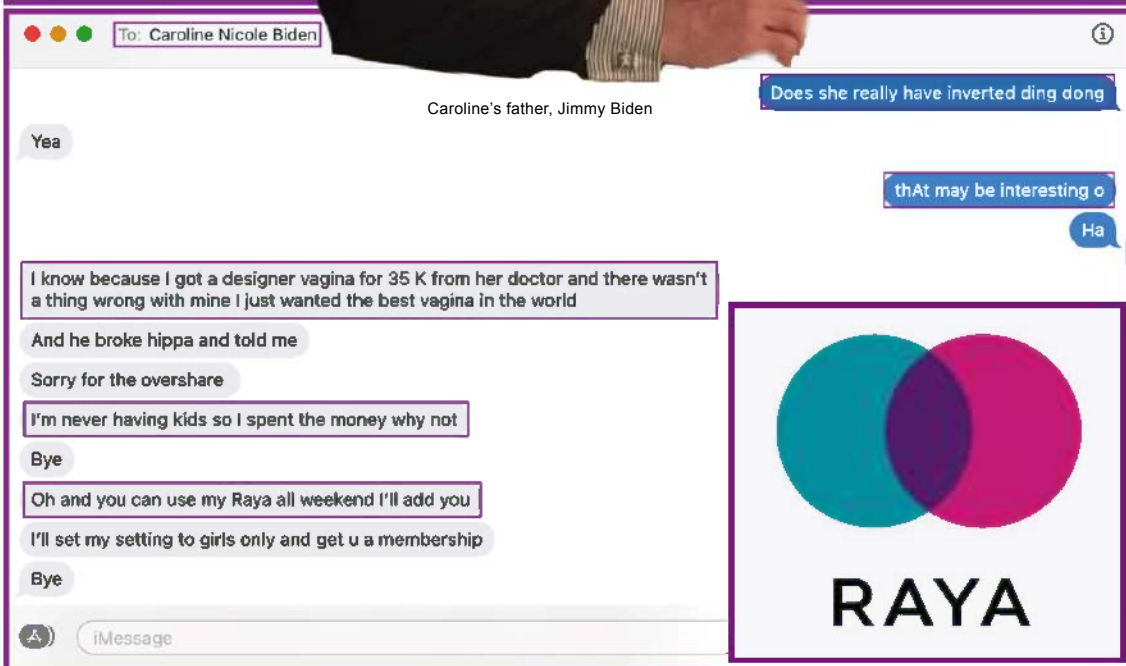 To: Caroline Nicole Biden
Caroline's father, Jimmy Biden
Does she really have inverted ding dong
Yea
thAt may be interesting o
Ha
I know because I got a designer vagina for 35 K from her doctor and there wasn't
a thing wrong with mine I just wanted the best vagina in the world
And he broke hippa and told me
Sorry for the overshare
I'm never having kids so I spent the money why not
Bye
Oh and you can use my Raya all weekend I'll add you
I'll set my setting to girls only and get u a membership
Bye
iMessage
RAYA